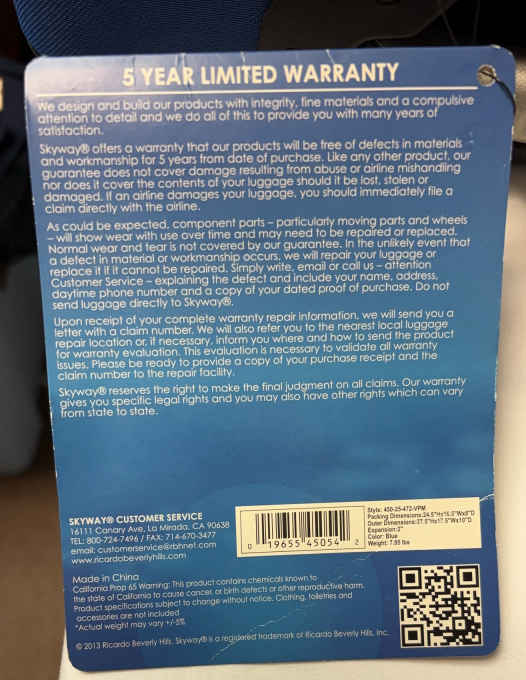 5 YEAR LIMITED WARRANTY
We design and build our products with integrity, fine materials and a compulsive
attention to detail and we do all of this to provide you with many years of
satisfaction.
Skyway® offers a warranty that our products will be free of defects in materials
and workmanship for 5 years from date of purchase. Like any other product, our
guarantee does not cover damage resulting from abuse or airline mishandling
nor does it cover the contents of your luggage should it be lost, stolen or
damaged. If an airline damages your luggage, you should immediately file a
claim directly with the airline.
As could be expected, component parts – particularly moving parts and wheels
– will show wear with use over time and may need to be repaired or replaced.
Normal wear and tear is not covered by our guarantee. In the unlikely event that
a defect in material or workmanship occurs, we will repair your luggage or
replace it if it cannot be repaired. Simply write, email or call us – attention
Customer Service – explaining the defect and include your name, address,
daytime phone number and a copy of your dated proof of purchase. Do not
send luggage directly to Skyway®.
Upon receipt of your complete warranty repair information, we will send you a
letter with a claim number. We will also refer you to the nearest local luggage
repair location or, if necessary, inform you where and how to send the product
for warranty evaluation. This evaluation is necessary to validate all warranty
issues. Please be ready to provide a copy of your purchase receipt and the
claim number to the repair facility.
Skyway® reserves the right to make the final judgment on all claims. Our warranty
gives you specific legal rights and you may also have other rights which can vary
from state to state.
SKYWAY® CUSTOMER SERVICE
16111 Canary Ave, La Mirada, CA 90638
TEL: 800-724-7496 / FAX: 714-670-3477
email: customerservice@rbhnet.com
www.ricardobeverlyhills.com
0 19655 45054 2
Style: 450-25-472-VPM
Packing Dimensions:24.5"Hx16.5"Wx9"D
Outer Dimensions:27.5"Hx17.5"Wx10"D
Expansion:2"
Color: Blue
Weight: 7.95 lbs
Made in China
California Prop 65 Warning: This product contains chemicals known to
the state of California to cause cancer, or birth defects or other reproductive harm.
Product specifications subject to change without notice. Clothing, toiletries and
accessories are not included
*Actual weight may vary +/-5%
© 2013 Ricardo Beverly Hills. Skyway® is a registered trademark of Ricardo Beverly Hills, Inc.